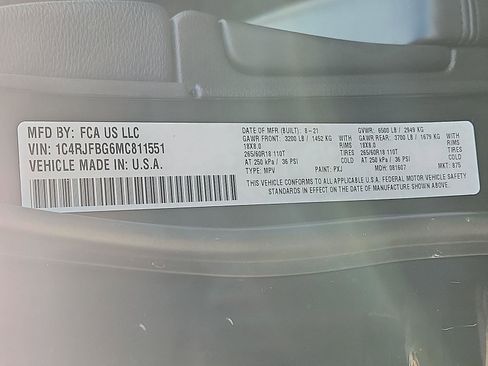 MFD BY: FCA US LLC
VIN: 1C4RJFBG6MC811551
VEHICLE MADE IN: U.S.A.
DATE OF MFR (BUILT): 8-21 GVWR: 6500 LB / 2949 KG
GAWR FRONT: 3200 LB / 1452 KG WITH GAWR REAR: 3700 LB / 1679 KG WITH
18X8.0 RIMS 18X8.0 RIMS
265/60R18 110T TIRES 265/60R18 110T TIRES
AT 250 kPa / 36 PSI COLD AT 250 kPa / 36 PSI COLD
TYPE: MPV PAINT: PXJ MDH: 081607 MKT: 875
THIS VEHICLE CONFORMS TO ALL APPLICABLE U.S.A. FEDERAL MOTOR VEHICLE SAFETY
STANDARDS IN EFFECT ON THE DATE OF MANUFACTURE SHOWN ABOVE.